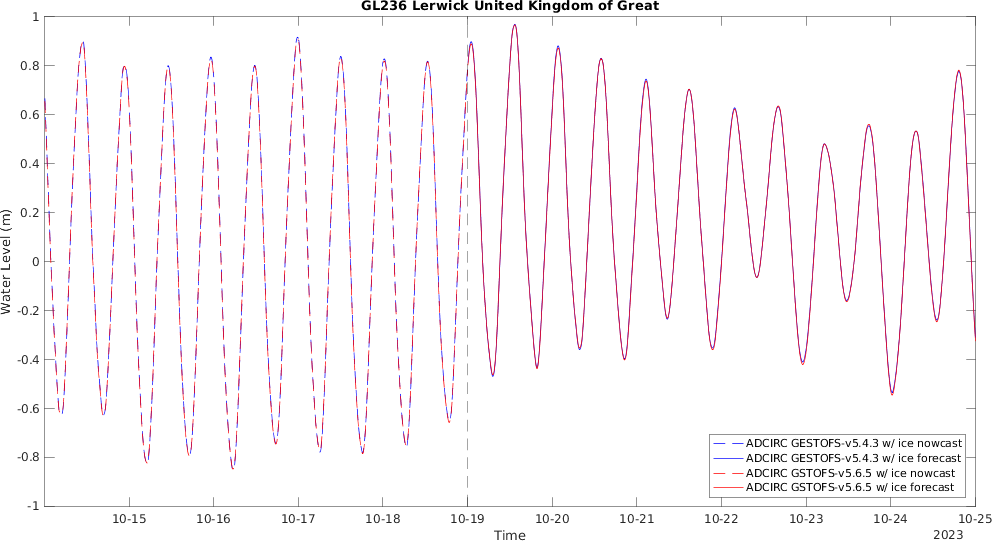 GL236 Lerwick United Kingdom of Great
Water Level (m)
1
0.8
0.6
0.4
0.2
0
-0.2
-0.4
-0.6
-0.8
-1
ADCIRC GESTOFS-v5.4.3 w/ ice nowcast
ADCIRC GESTOFS-v5.4.3 w/ ice forecast
ADCIRC GSTOFS-v5.6.5 w/ ice nowcast
ADCIRC GSTOFS-v5.6.5 w/ ice forecast
10-15 10-16 10-17 10-18 10-19 10-20 10-21 10-22 10-23 10-24 10-25
Time
2023